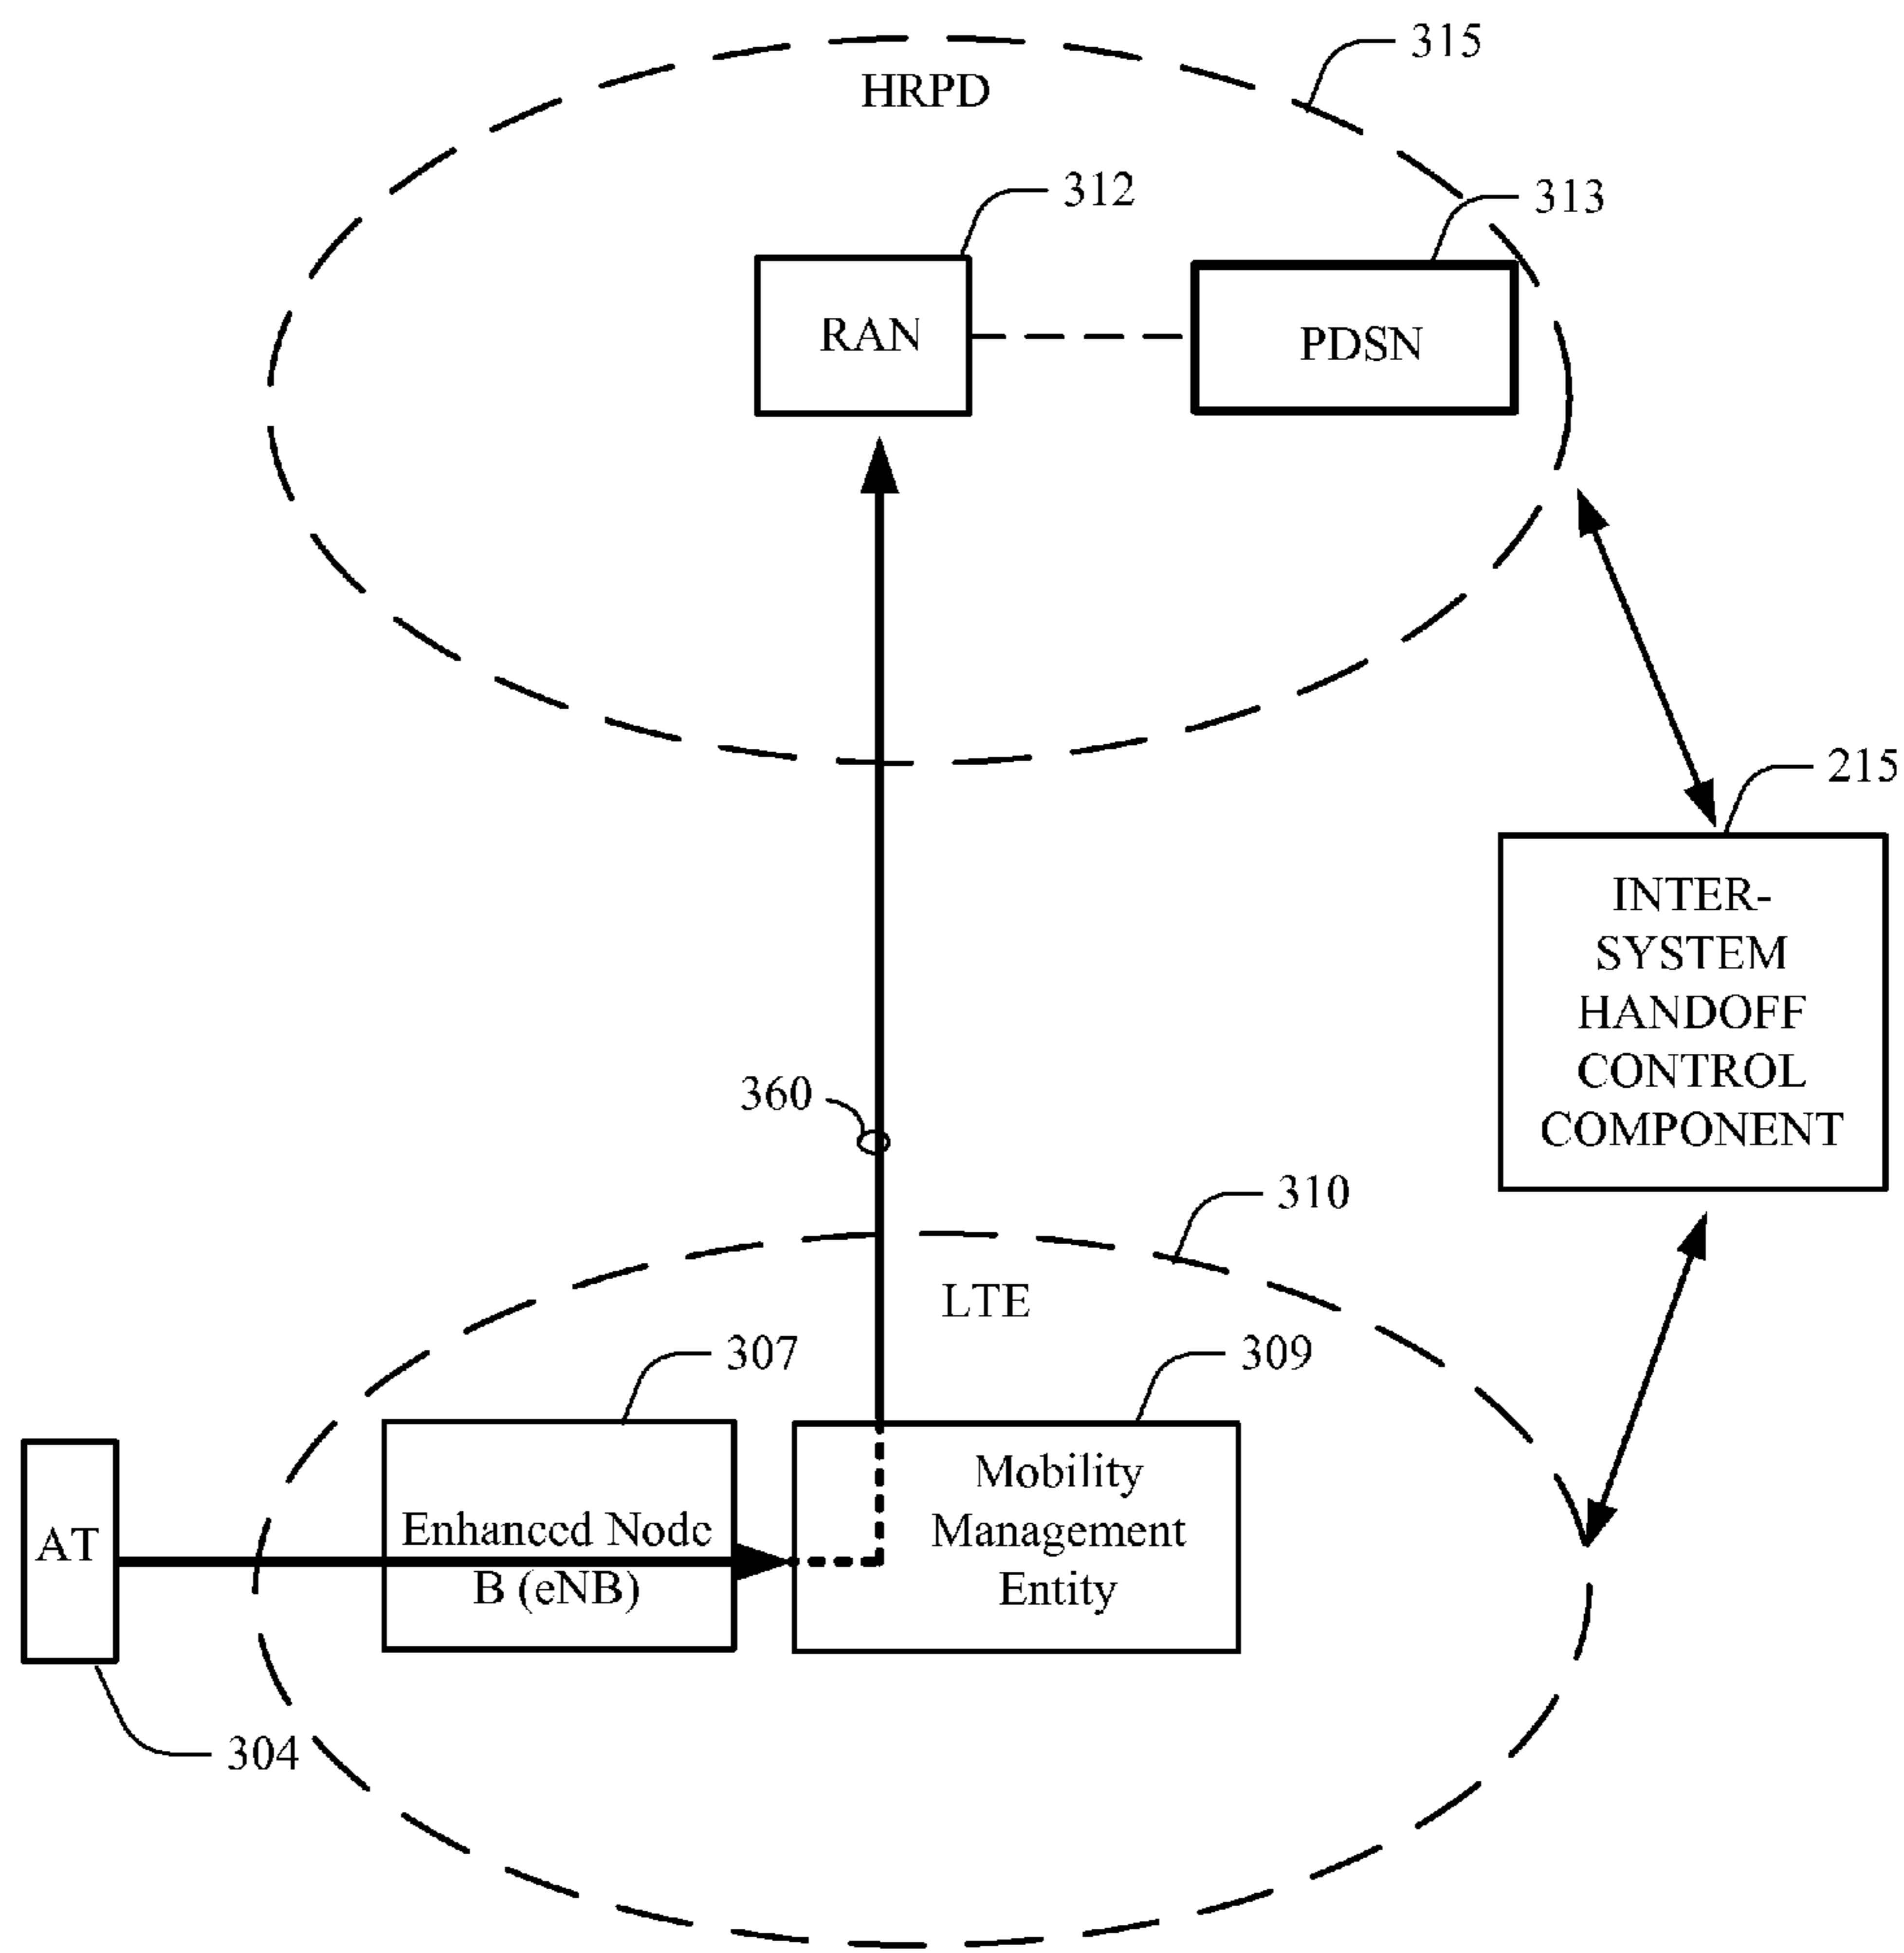 315
HRPD
312
313
RAN
PDSN
215
INTER-
SYSTEM
HANDOFF
CONTROL
COMPONENT
360
310
LTE
307
309
AT
Enhanced Node
B (eNB)
Mobility
Management
Entity
304